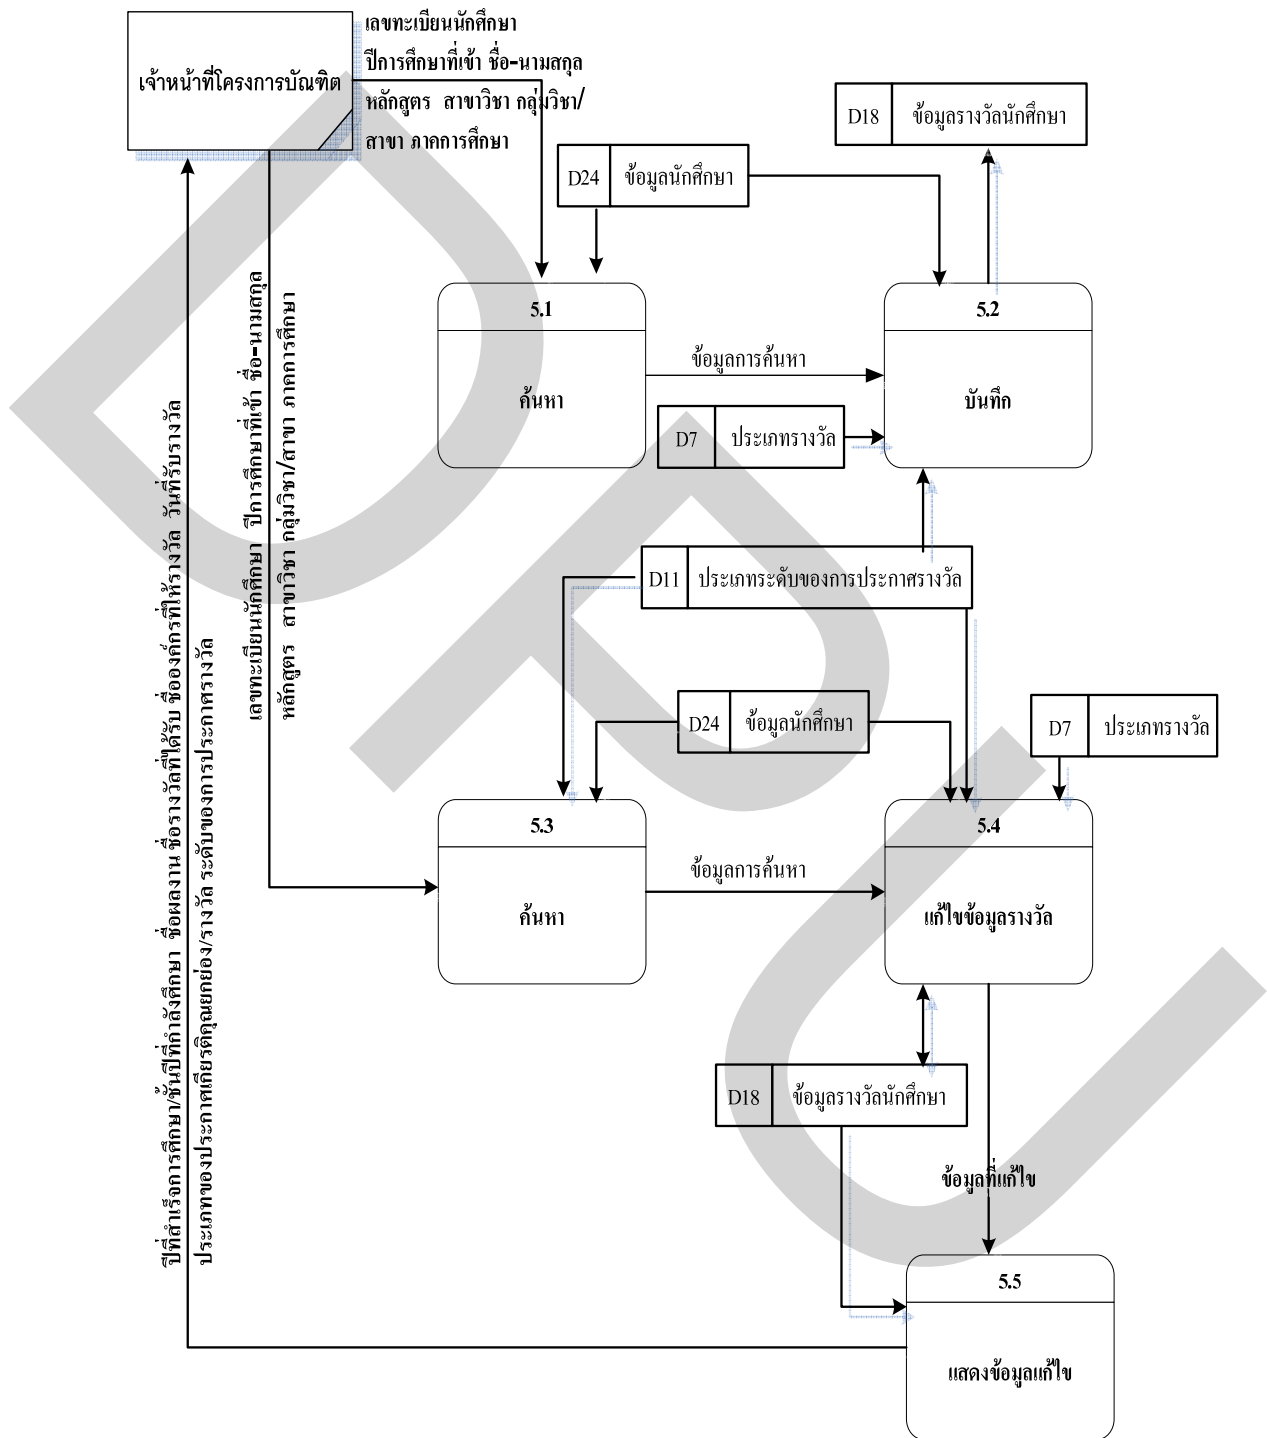 เลขทะเบียนนักศึกษา
ปีการศึกษาที่เข้า ชื่อ-นามสกุล
หลักสูตร สาขาวิชา กลุ่มวิชา/
สาขา ภาคการศึกษา
เจ้าหน้าที่โครงการบัณฑิต
D18 ข้อมูลรางวัลนักศึกษา
D24 ข้อมูลนักศึกษา
5.1
ค้นหา
5.2
บันทึก
ข้อมูลการค้นหา
D7 ประเภทรางวัล
D11 ประเภทระดับของการประกาศรางวัล
เลขทะเบียนนักศึกษา ปีการศึกษาที่เข้า ชื่อ-นามสกุล
หลักสูตร สาขาวิชา กลุ่มวิชา/สาขา ภาคการศึกษา
D24 ข้อมูลนักศึกษา
D7 ประเภทรางวัล
5.3
ค้นหา
5.4
แก้ไขข้อมูลรางวัล
ข้อมูลการค้นหา
ปีที่สำเร็จการศึกษา/ชั้นปีที่กำลังศึกษา ชื่อผลงาน ชื่อรางวัลที่ได้รับ ชื่อองค์กรที่ให้รางวัล วันที่รับรางวัล
ประเภทของประกาศเกียรติคุณยกย่อง/รางวัล ระดับของการประกาศรางวัล
D18 ข้อมูลรางวัลนักศึกษา
ข้อมูลที่แก้ไข
5.5
แสดงข้อมูลแก้ไข
DPU